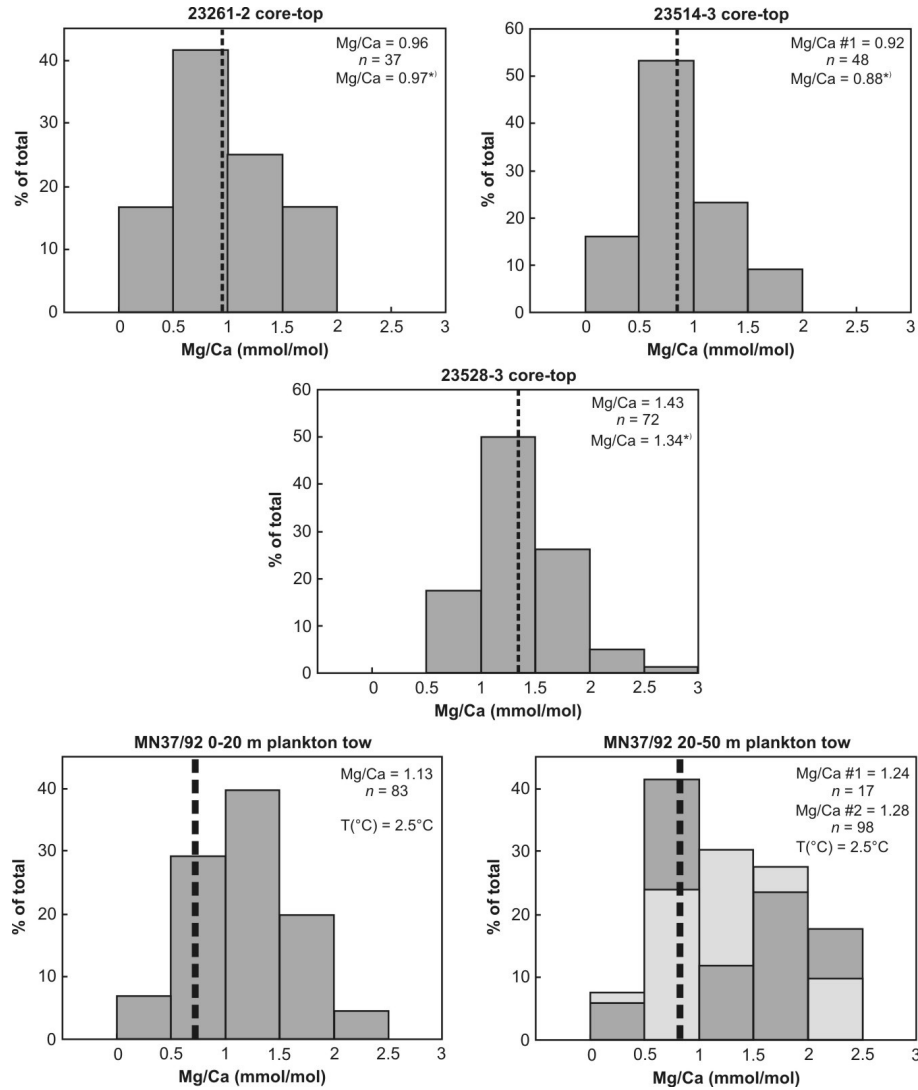 23261-2 core-top
Mg/Ca = 0.96
n = 37
Mg/Ca = 0.97*)
% of total
40
30
20
10
0
0 0.5 1 1.5 2 2.5 3
Mg/Ca (mmol/mol)
23514-3 core-top
Mg/Ca #1 = 0.92
n = 48
Mg/Ca = 0.88*)
% of total
60
50
40
30
20
10
0
0 0.5 1 1.5 2 2.5 3
Mg/Ca (mmol/mol)
23528-3 core-top
Mg/Ca = 1.43
n = 72
Mg/Ca = 1.34*)
% of total
60
50
40
30
20
10
0
0 0.5 1 1.5 2 2.5 3
Mg/Ca (mmol/mol)
MN37/92 0-20 m plankton tow
Mg/Ca = 1.13
n = 83
T(°C) = 2.5°C
% of total
40
30
20
10
0
0 0.5 1 1.5 2 2.5 3
Mg/Ca (mmol/mol)
MN37/92 20-50 m plankton tow
Mg/Ca #1 = 1.24
n = 17
Mg/Ca #2 = 1.28
n = 98
T(°C) = 2.5°C
% of total
40
30
20
10
0
0 0.5 1 1.5 2 2.5 3
Mg/Ca (mmol/mol)